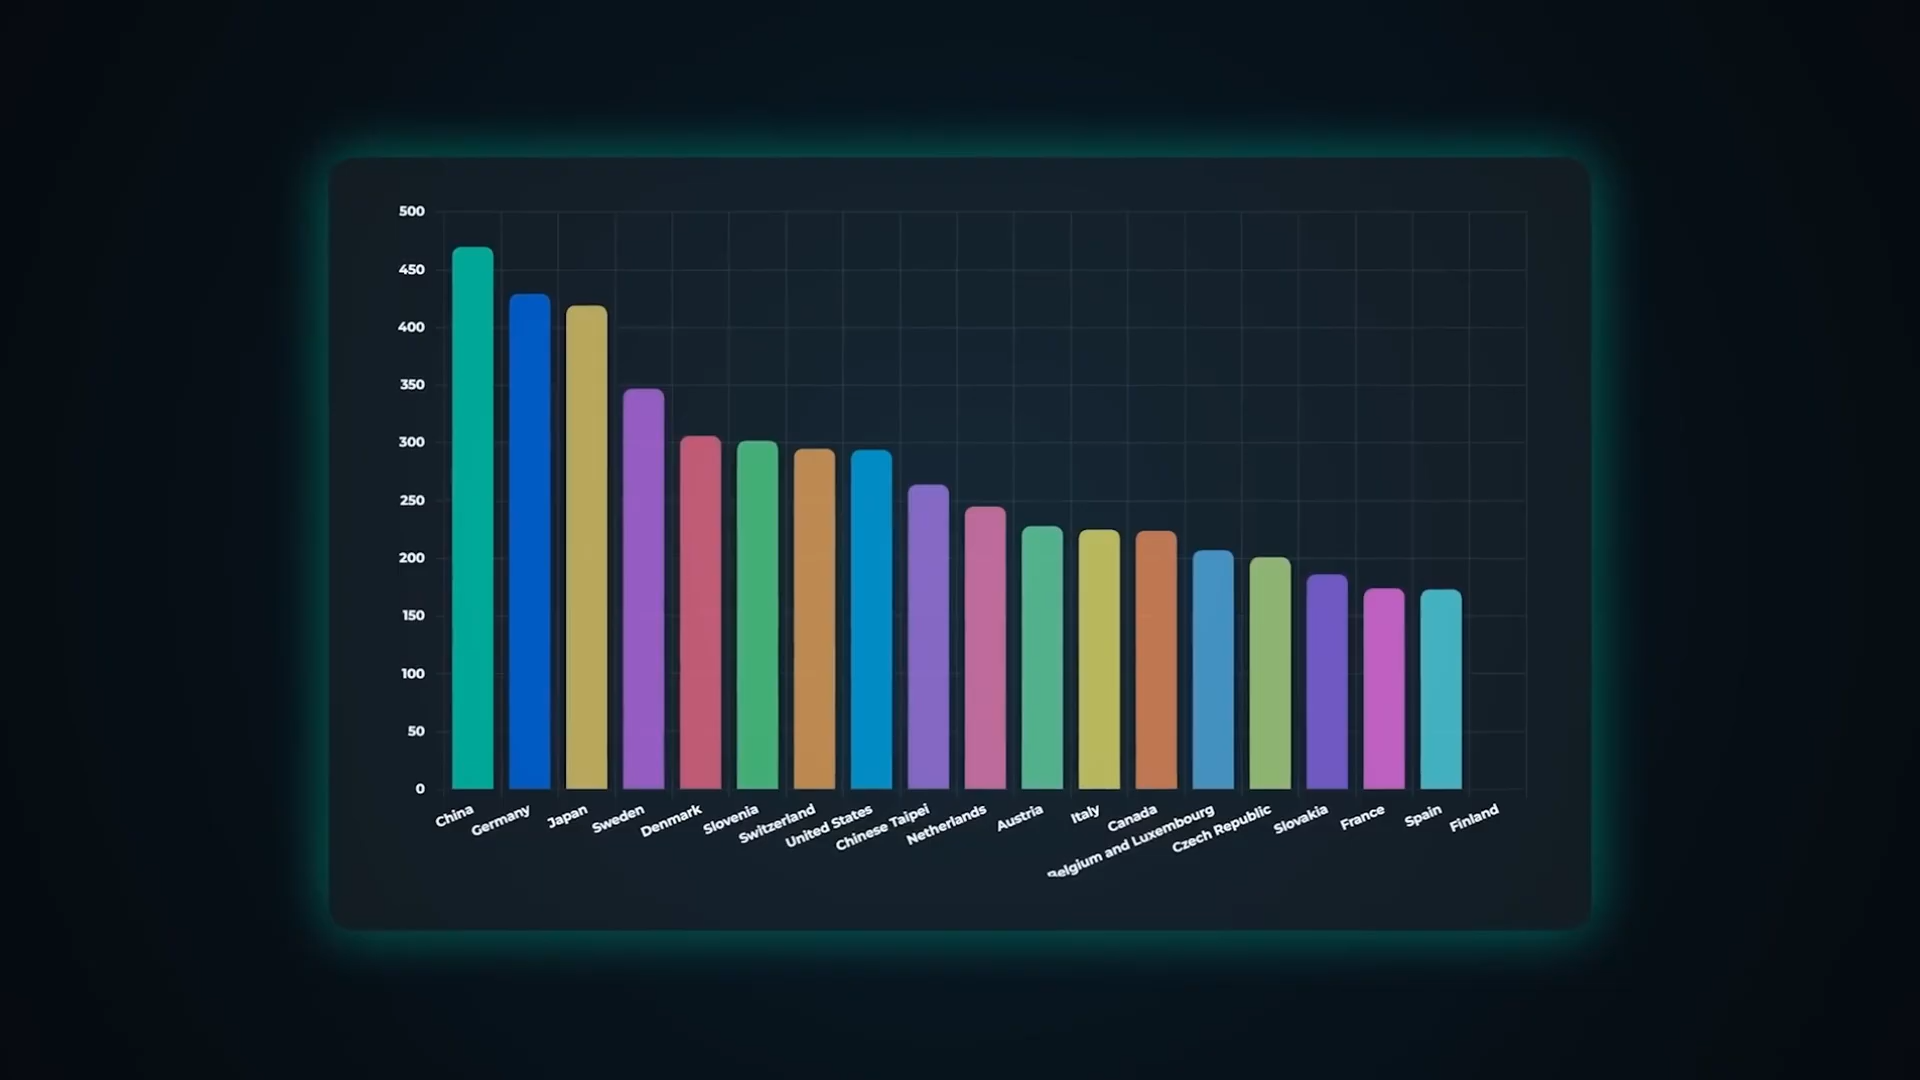 500
450
400
350
300
250
200
150
100
50
0
China
Germany
Japan
Sweden
Denmark
Slovenia
Switzerland
United States
Chinese Taipei
Netherlands
Austria
Italy
Canada
Belgium and Luxembourg
Czech Republic
Slovakia
France
Spain
Finland